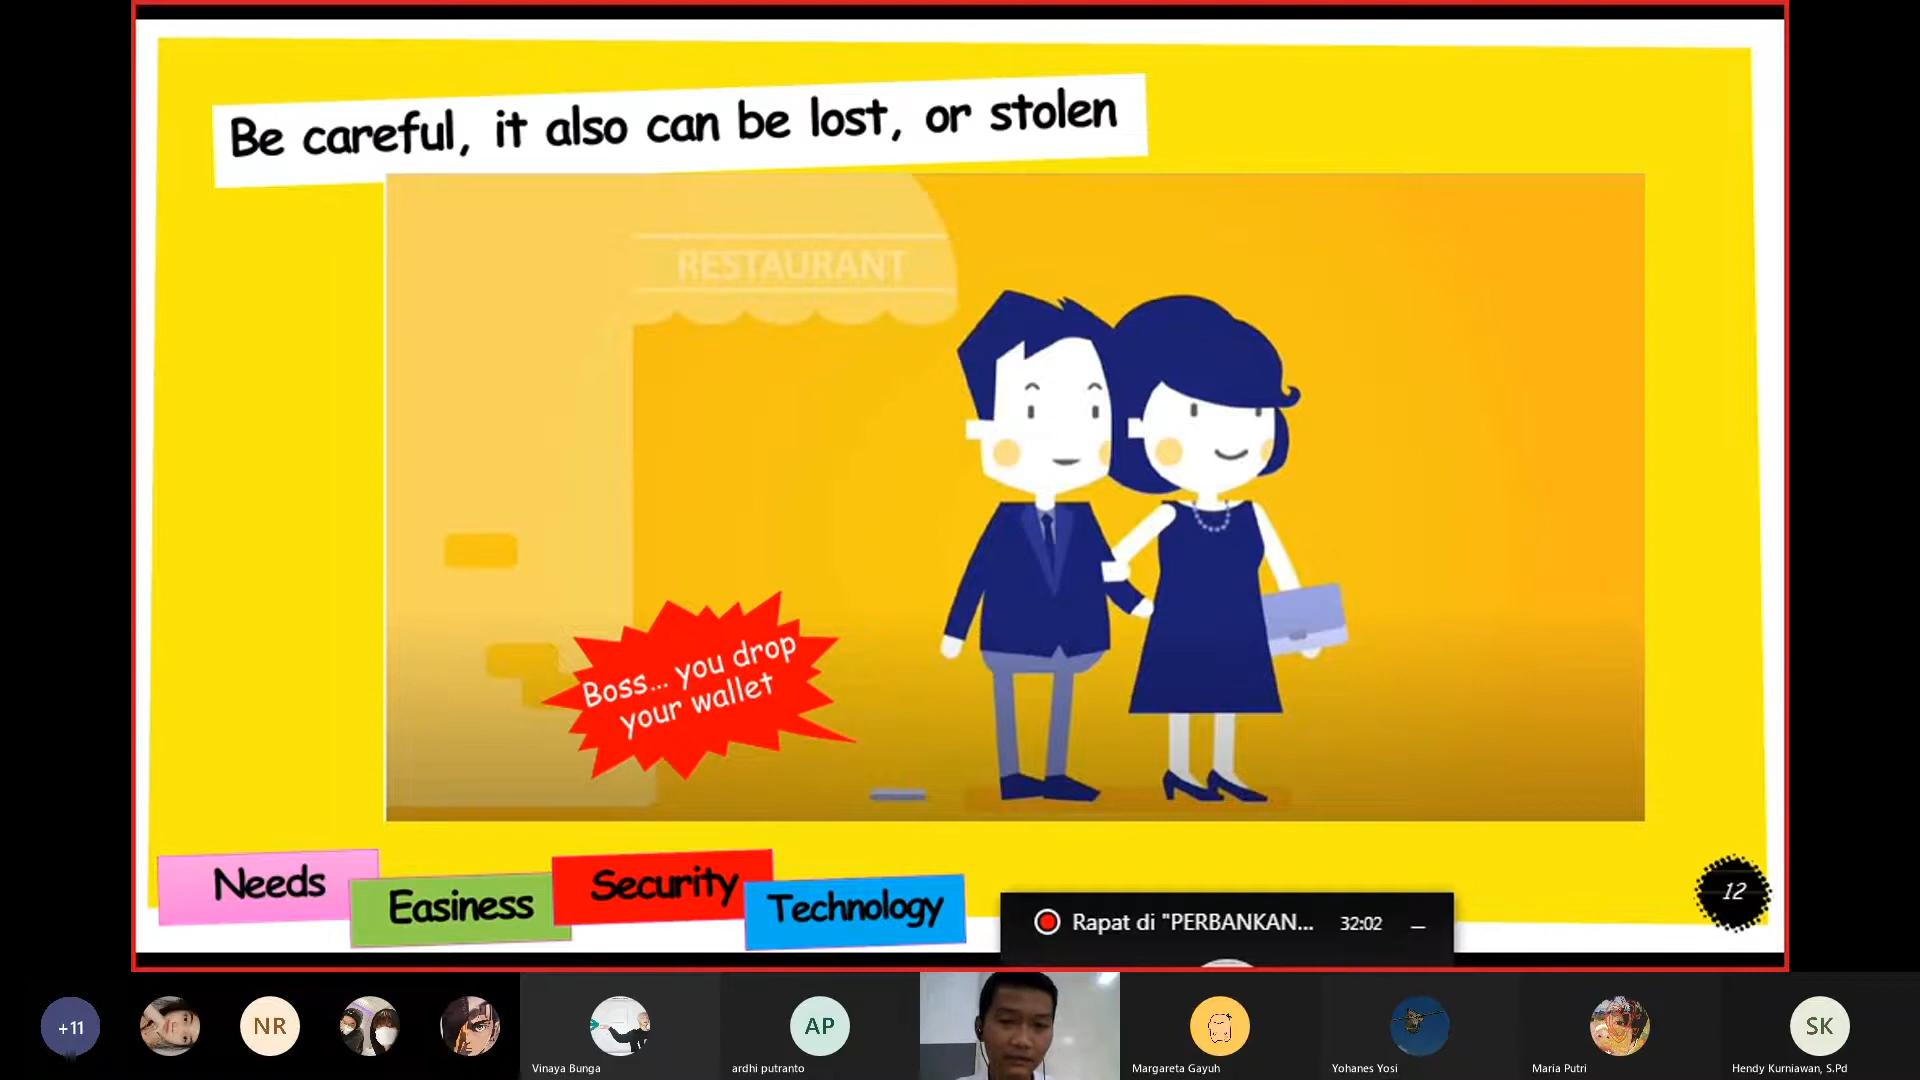 Be careful, it also can be lost, or stolen
RESTAURANT
Boss... you drop
your wallet
Needs
Easiness
Security
Technology
12
Rapat di "PERBANKAN...
32:02
+11
NR
AP
SK
Vinaya Bunga
ardhi putranto
Margareta Gayuh
Yohanes Yosi
Maria Putri
Hendy Kurniawan, S.Pd